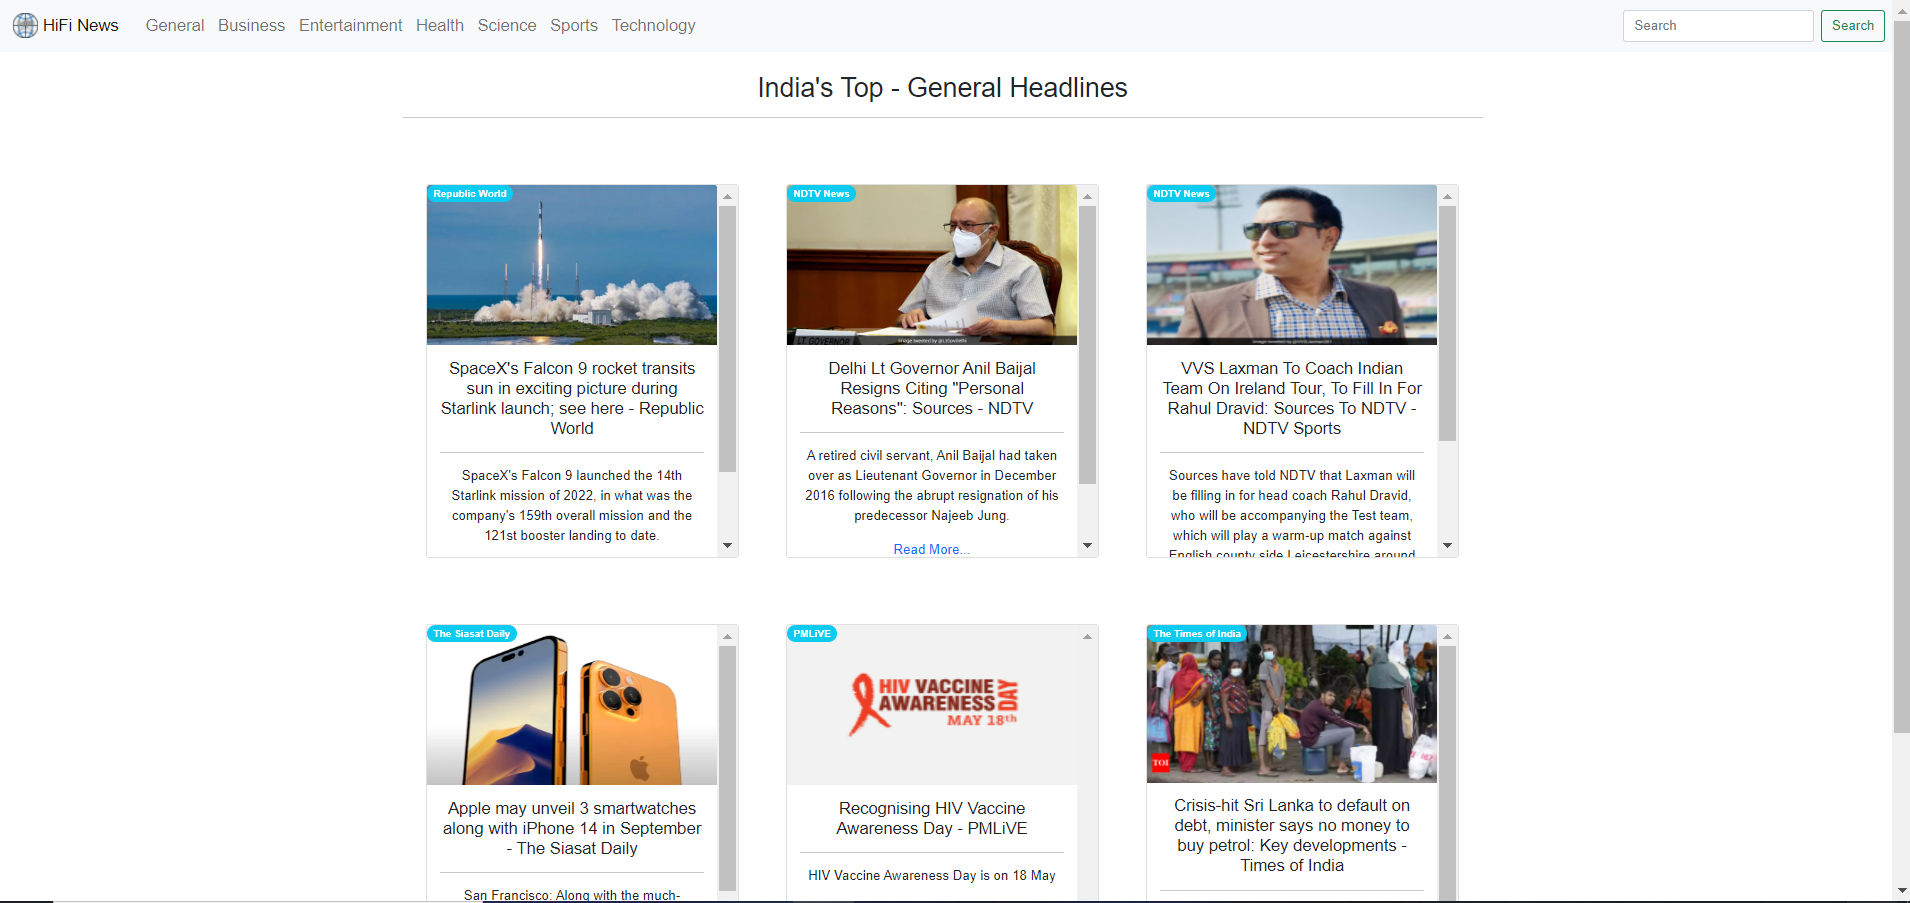 HiFi News General Business Entertainment Health Science Sports Technology Search Search
India's Top - General Headlines
Republic World
SpaceX's Falcon 9 rocket transits
sun in exciting picture during
Starlink launch; see here - Republic
World
SpaceX's Falcon 9 launched the 14th
Starlink mission of 2022, in what was the
company's 159th overall mission and the
121st booster landing to date.
NDTV News
LT. GOVERNOR
Image tweeted by @LtGovDelhi
Delhi Lt Governor Anil Baijal
Resigns Citing "Personal
Reasons": Sources - NDTV
A retired civil servant, Anil Baijal had taken
over as Lieutenant Governor in December
2016 following the abrupt resignation of his
predecessor Najeeb Jung.
Read More...
NDTV News
VVS Laxman To Coach Indian
Team On Ireland Tour, To Fill In For
Rahul Dravid: Sources To NDTV -
NDTV Sports
Sources have told NDTV that Laxman will
be filling in for head coach Rahul Dravid,
who will be accompanying the Test team,
which will play a warm-up match against
English county side Leicestershire around
The Siasat Daily
Apple may unveil 3 smartwatches
along with iPhone 14 in September
- The Siasat Daily
San Francisco: Along with the much-
PMLiVE
HIV VACCINE
AWARENESS DAY
MAY 18th
Recognising HIV Vaccine
Awareness Day - PMLiVE
HIV Vaccine Awareness Day is on 18 May
The Times of India
TOI
Crisis-hit Sri Lanka to default on
debt, minister says no money to
buy petrol: Key developments -
Times of India